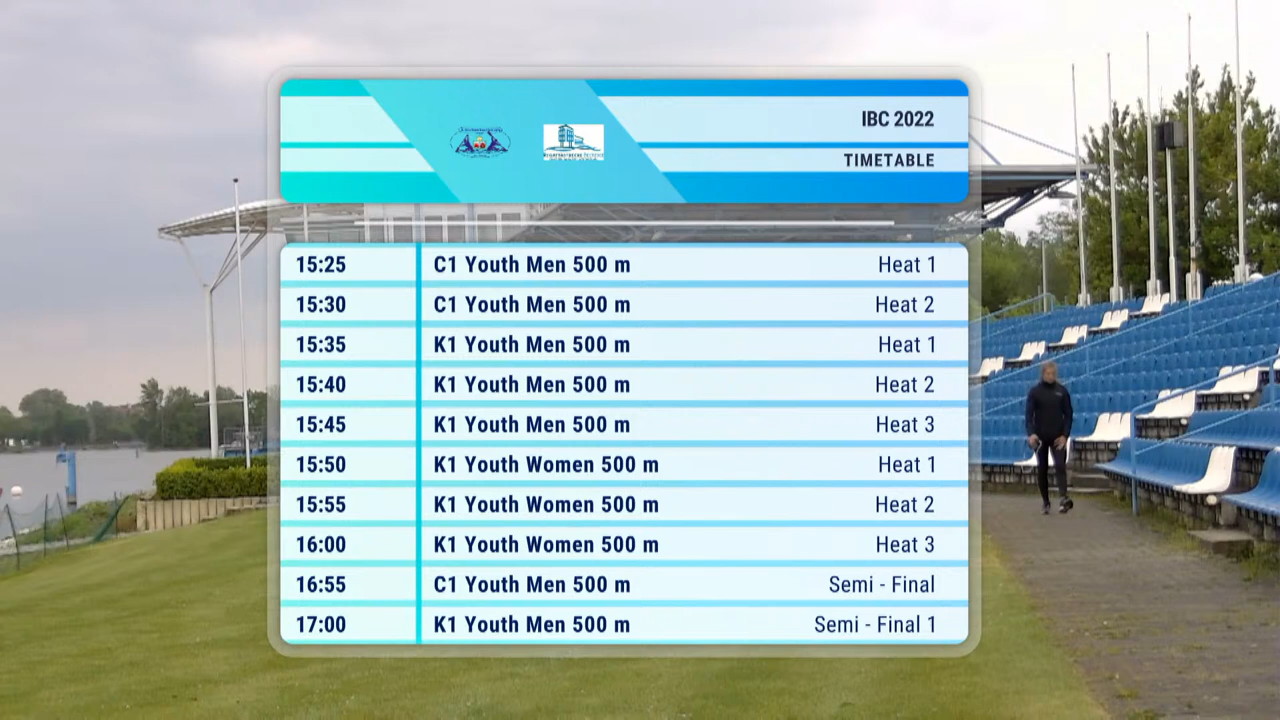 IBC 2022
TIMETABLE
15:25 C1 Youth Men 500 m Heat 1
15:30 C1 Youth Men 500 m Heat 2
15:35 K1 Youth Men 500 m Heat 1
15:40 K1 Youth Men 500 m Heat 2
15:45 K1 Youth Men 500 m Heat 3
15:50 K1 Youth Women 500 m Heat 1
15:55 K1 Youth Women 500 m Heat 2
16:00 K1 Youth Women 500 m Heat 3
16:55 C1 Youth Men 500 m Semi - Final
17:00 K1 Youth Men 500 m Semi - Final 1